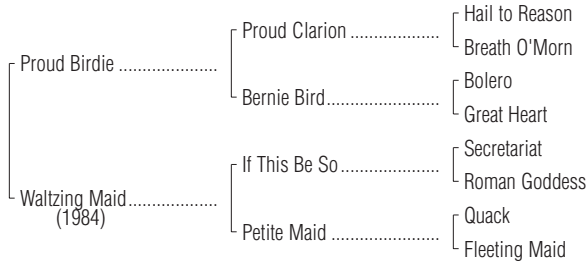 Hail to Reason
Proud Clarion ....................
Breath O'Morn
Proud Birdie ......................
Bolero
Bernie Bird.........................
Great Heart
Secretariat
If This Be So ......................
Roman Goddess
Waltzing Maid....................
(1984)
Quack
Petite Maid ........................
Fleeting Maid